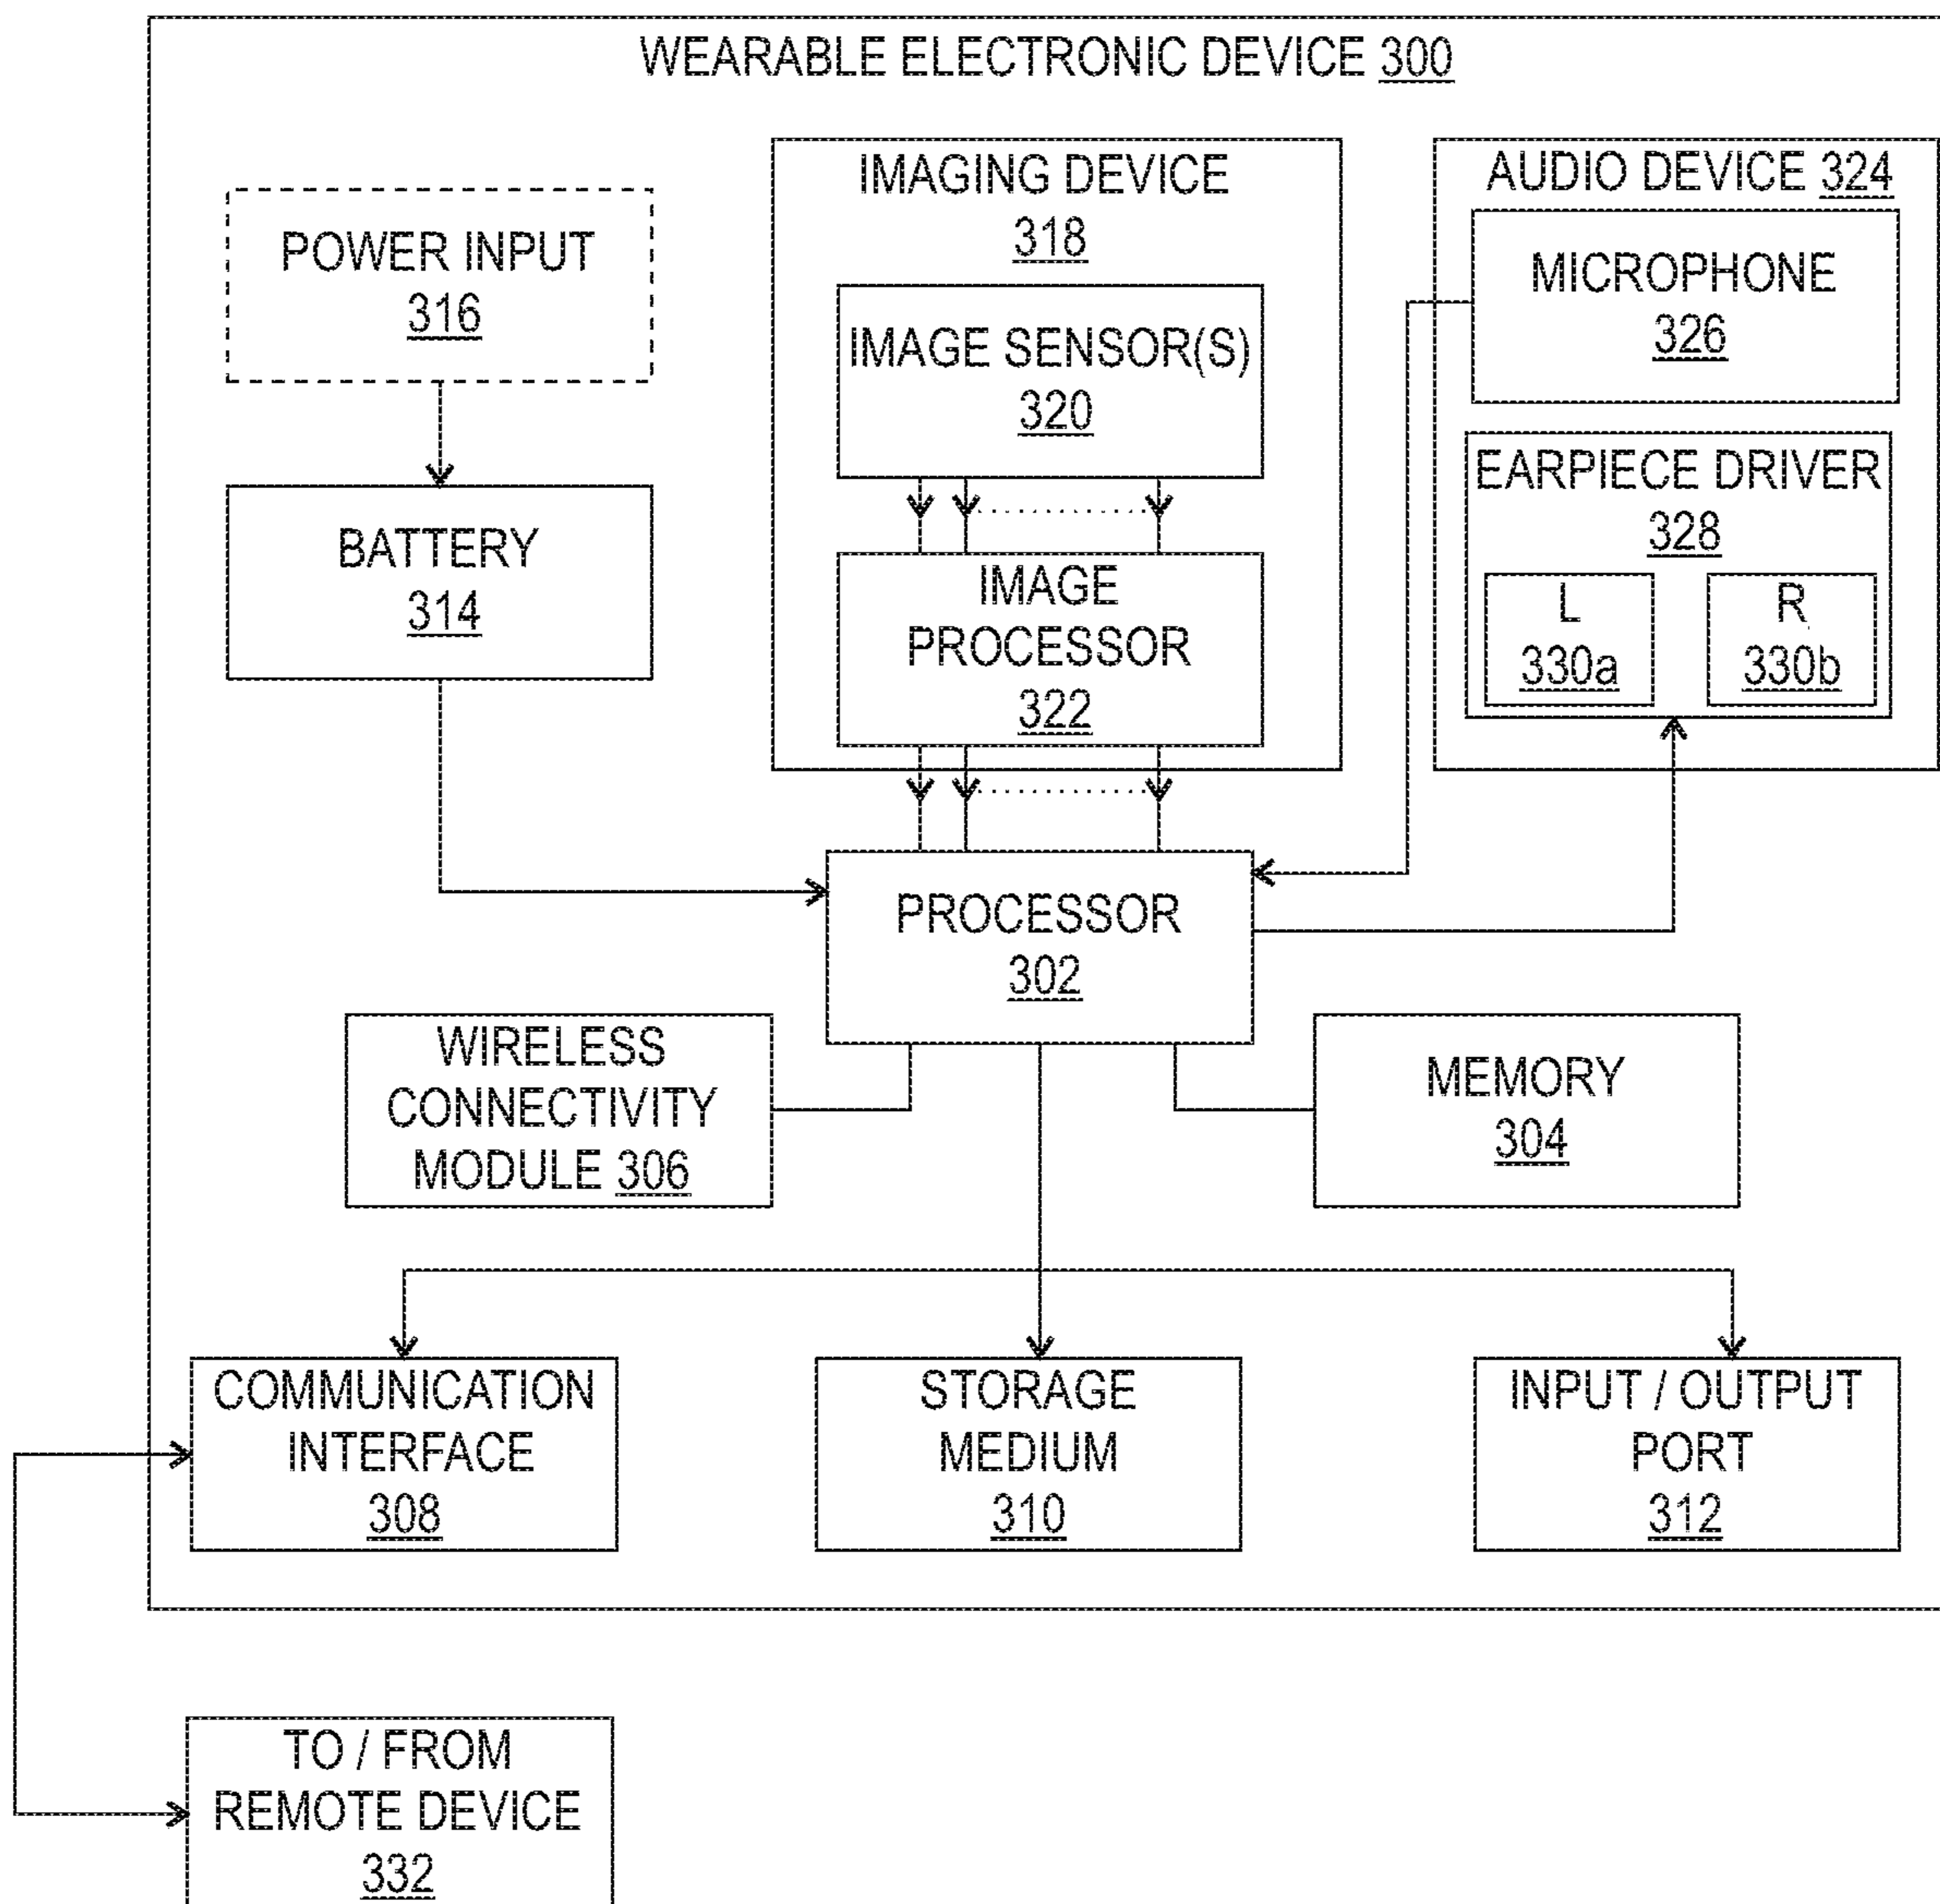 WEARABLE ELECTRONIC DEVICE 300
POWER INPUT
316
BATTERY
314
IMAGING DEVICE
318
IMAGE SENSOR(S)
320
IMAGE
PROCESSOR
322
AUDIO DEVICE 324
MICROPHONE
326
EARPIECE DRIVER
328
L
330a
R
330b
PROCESSOR
302
WIRELESS
CONNECTIVITY
MODULE 306
MEMORY
304
COMMUNICATION
INTERFACE
308
STORAGE
MEDIUM
310
INPUT / OUTPUT
PORT
312
TO / FROM
REMOTE DEVICE
332